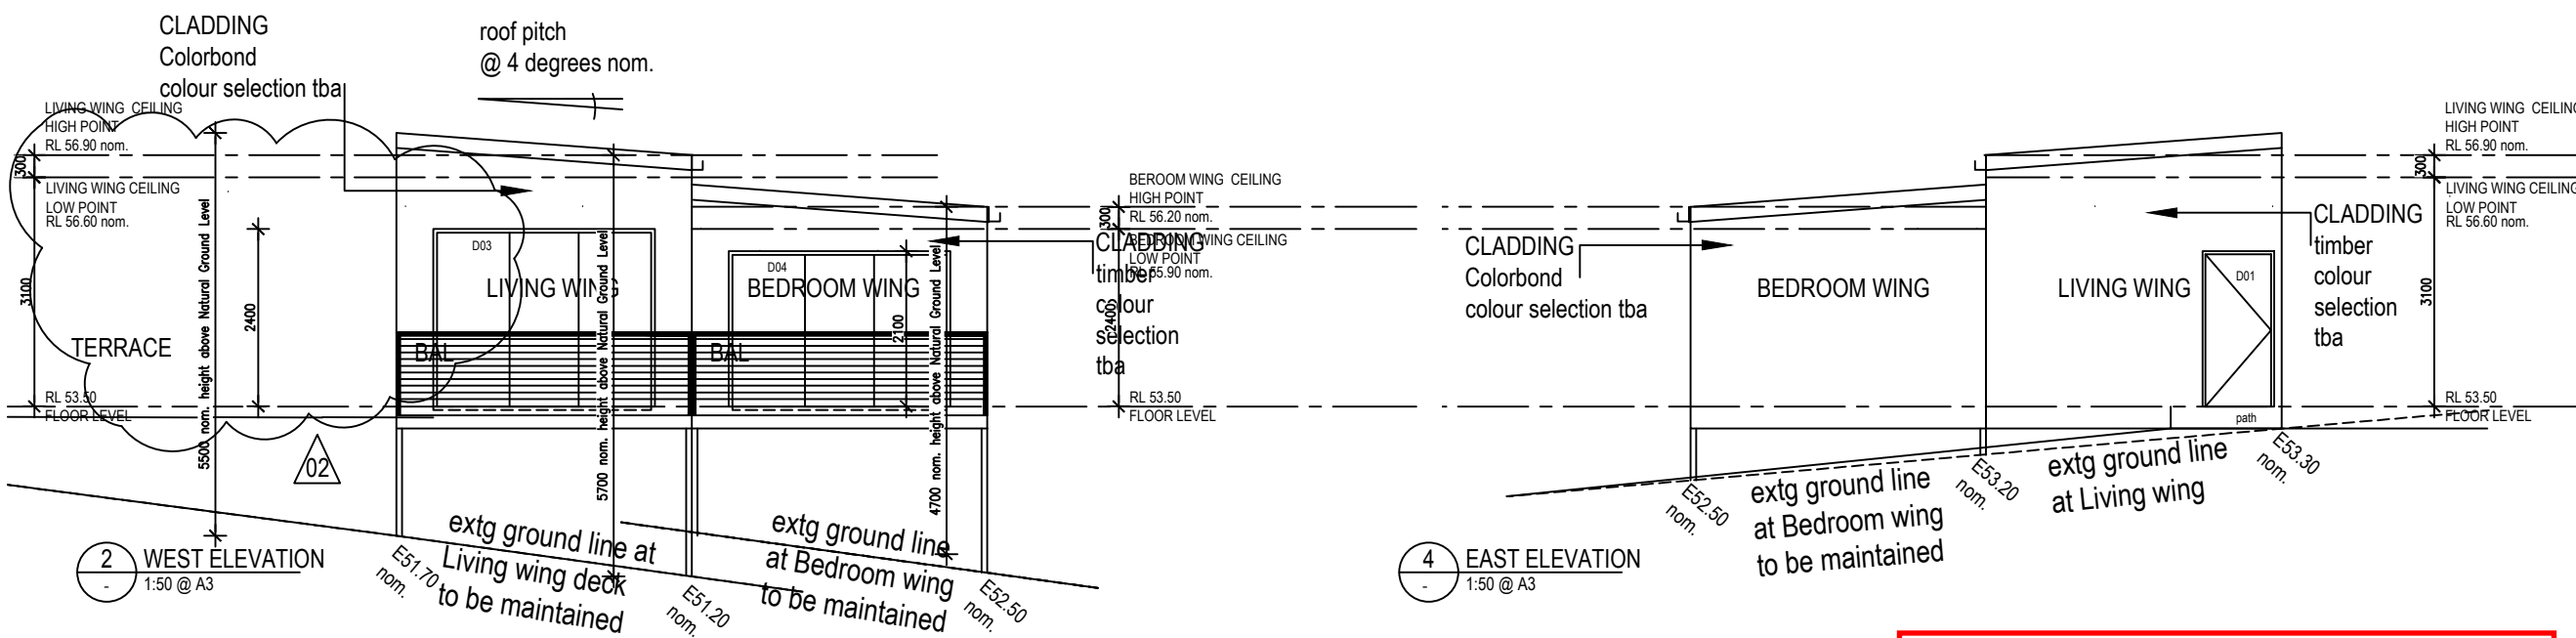 CLADDING
Colorbond
colour selection tba
roof pitch
@ 4 degrees nom.
LIVING WING CEILING
HIGH POINT
RL 56.90 nom.
300
LIVING WING CEILING
LOW POINT
RL 56.60 nom.
3100
TERRACE
RL 53.50
FLOOR LEVEL
5500 nom. height above Natural Ground Level
2400
02
D03
LIVING WING
BAL
5700 nom. height above Natural Ground Level
D04
BEDROOM WING
BAL
2100
4700 nom. height above Natural Ground Level
BEROOM WING CEILING
HIGH POINT
RL 56.20 nom.
300
BEDROOM WING CEILING
LOW POINT
RL 55.90 nom.
CLADDING
timber
colour
selection
tba
2400
RL 53.50
FLOOR LEVEL
2
-
WEST ELEVATION
1:50 @ A3
E51.70
nom.
extg ground line at
Living wing deck
to be maintained
E51.20
nom.
extg ground line
at Bedroom wing
to be maintained
E52.50
nom.
CLADDING
Colorbond
colour selection tba
BEDROOM WING
LIVING WING
D01
path
CLADDING
timber
colour
selection
tba
LIVING WING CEILING
HIGH POINT
RL 56.90 nom.
300
LIVING WING CEILING
LOW POINT
RL 56.60 nom.
3100
RL 53.50
FLOOR LEVEL
4
-
EAST ELEVATION
1:50 @ A3
E52.50
nom.
extg ground line
at Bedroom wing
to be maintained
E53.20
nom.
extg ground line
at Living wing
E53.30
nom.